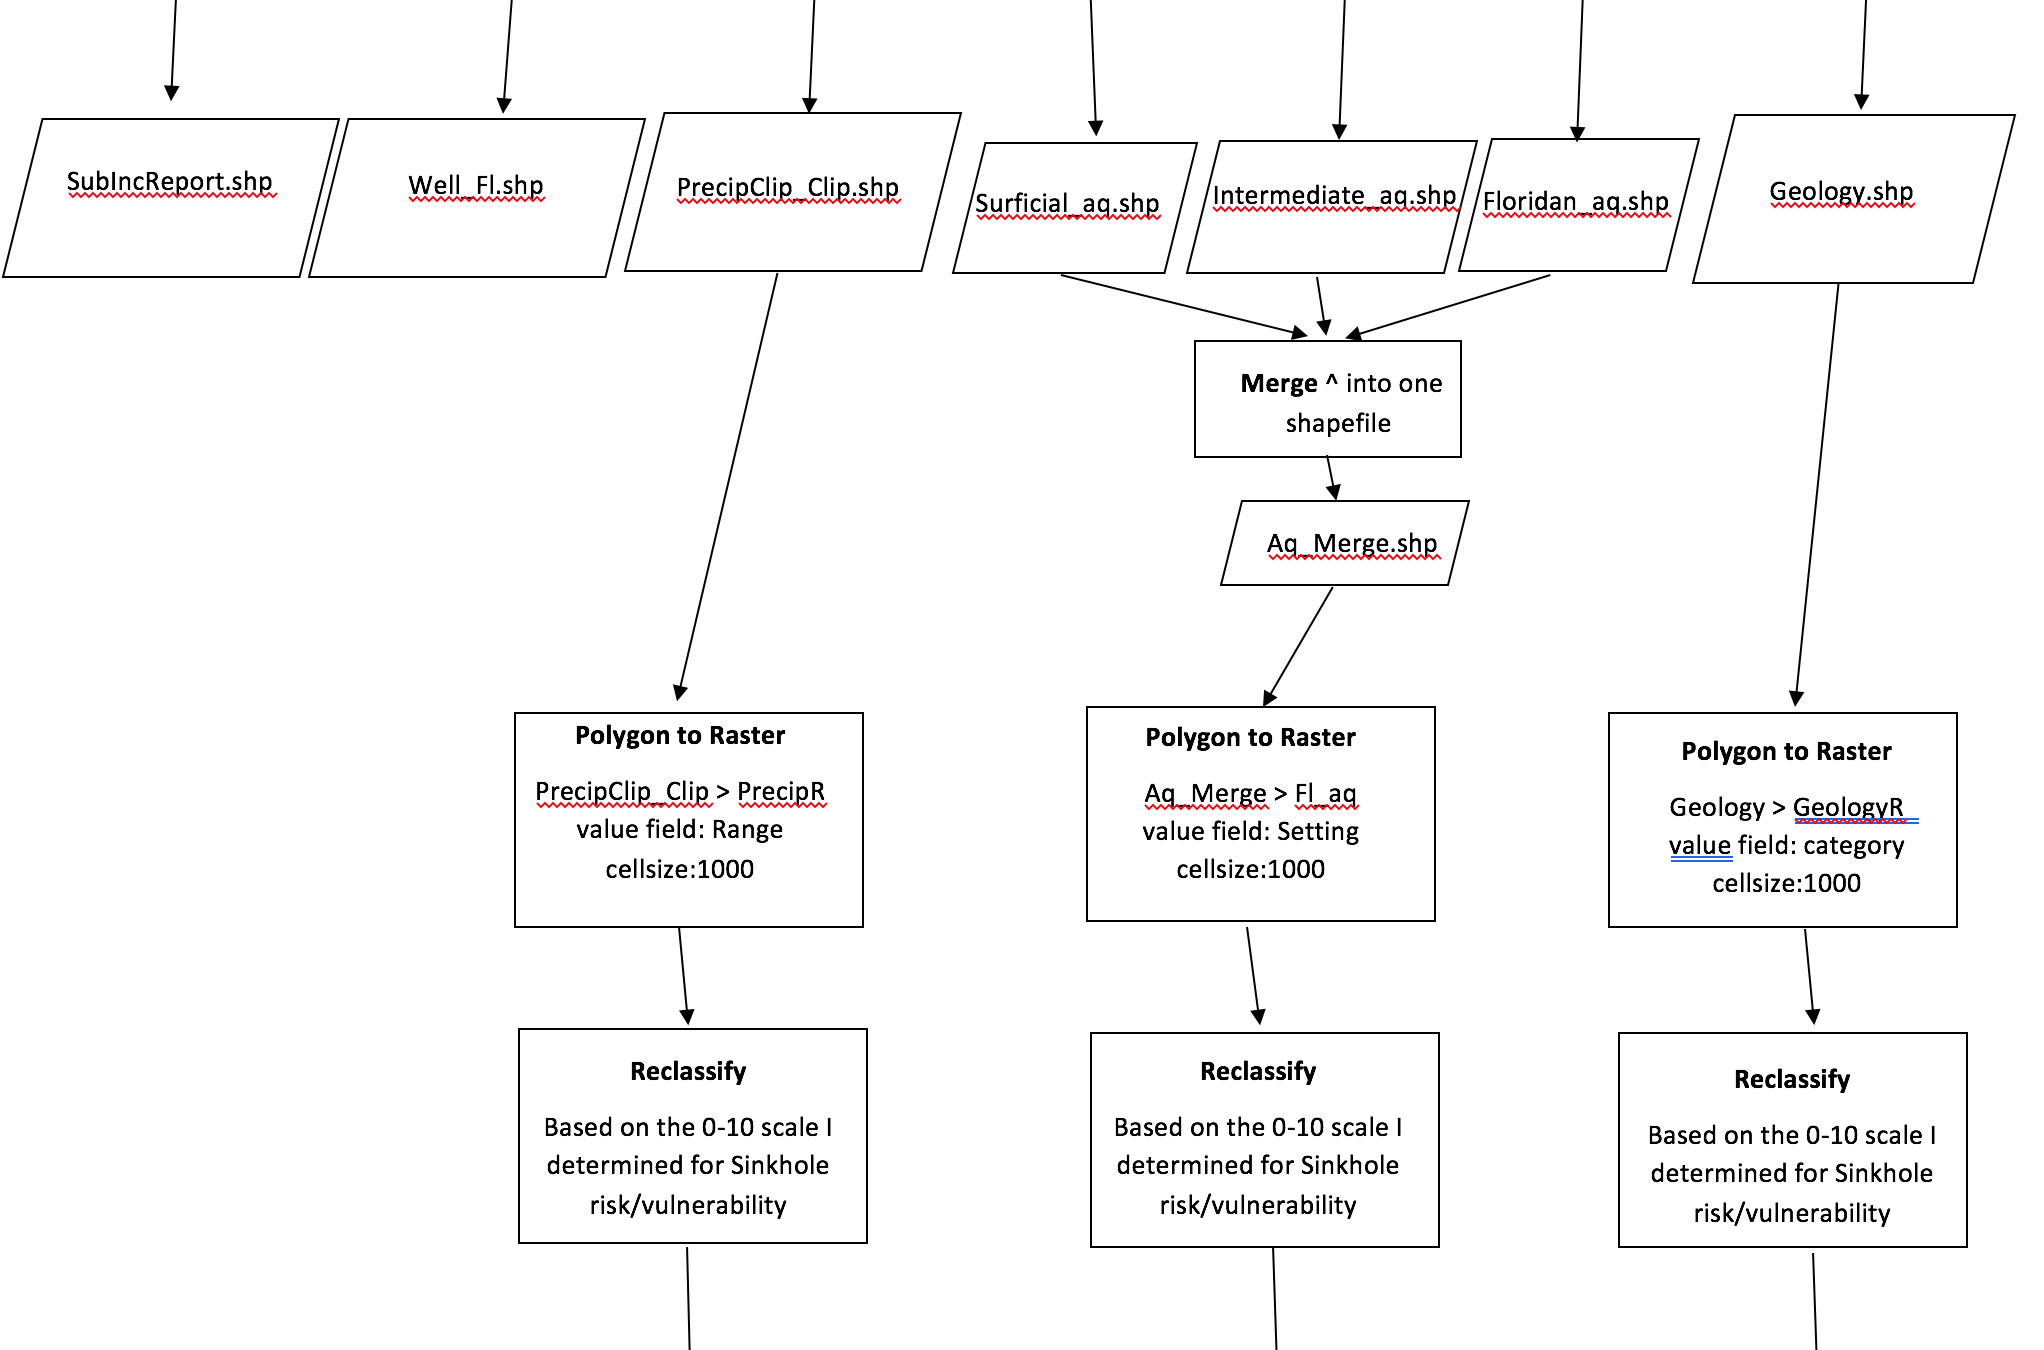 SubIncReport.shp
Well_Fl.shp
PrecipClip_Clip.shp
Surficial_aq.shp
Intermediate_aq.shp
Floridan_aq.shp
Geology.shp
Merge ^ into one
shapefile
Aq_Merge.shp
Polygon to Raster
PrecipClip_Clip > PrecipR
value field: Range
cellsize:1000
Polygon to Raster
Aq_Merge > Fl_aq
value field: Setting
cellsize:1000
Polygon to Raster
Geology > GeologyR
value field: category
cellsize:1000
Reclassify
Based on the 0-10 scale I
determined for Sinkhole
risk/vulnerability
Reclassify
Based on the 0-10 scale I
determined for Sinkhole
risk/vulnerability
Reclassify
Based on the 0-10 scale I
determined for Sinkhole
risk/vulnerability